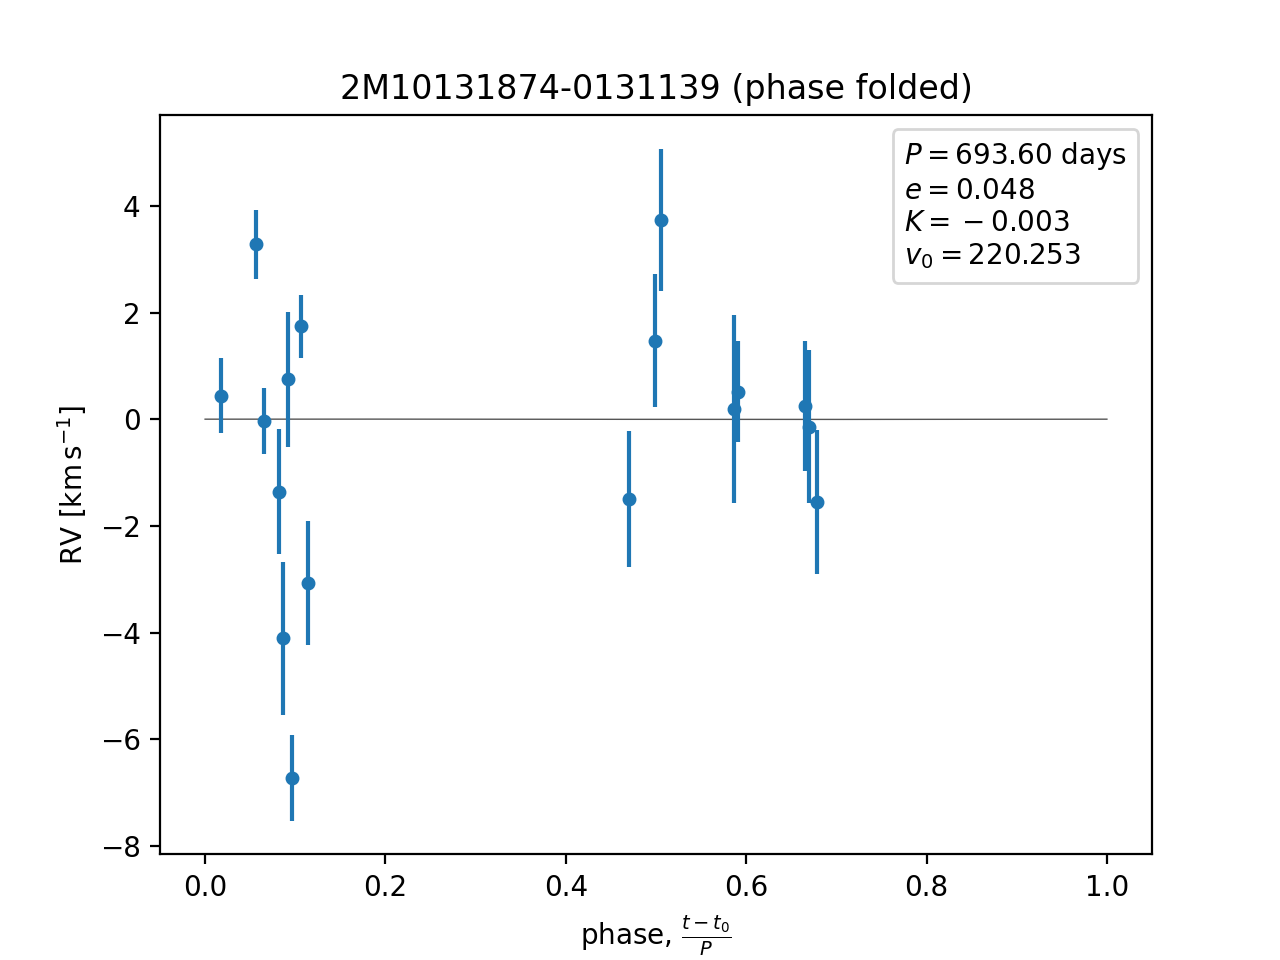 2M10131874-0131139 (phase folded)
P = 693.60 days
e = 0.048
K = −0.003
v₀ = 220.253
RV [km s⁻¹]
4
2
0
−2
−4
−6
−8
0.0 0.2 0.4 0.6 0.8 1.0
phase, (t − t₀)/P